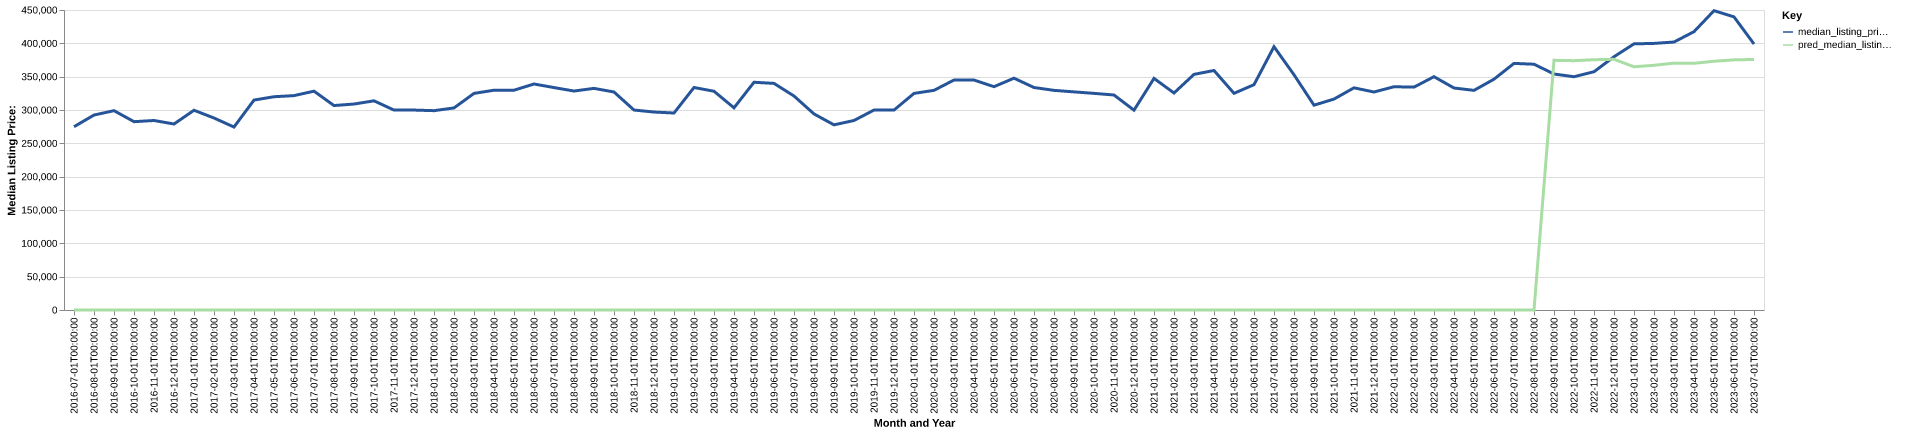 450,000
400,000
350,000
300,000
250,000
200,000
150,000
100,000
50,000
0
Median Listing Price:
2016-07-01T00:00:00
2016-08-01T00:00:00
2016-09-01T00:00:00
2016-10-01T00:00:00
2016-11-01T00:00:00
2016-12-01T00:00:00
2017-01-01T00:00:00
2017-02-01T00:00:00
2017-03-01T00:00:00
2017-04-01T00:00:00
2017-05-01T00:00:00
2017-06-01T00:00:00
2017-07-01T00:00:00
2017-08-01T00:00:00
2017-09-01T00:00:00
2017-10-01T00:00:00
2017-11-01T00:00:00
2017-12-01T00:00:00
2018-01-01T00:00:00
2018-02-01T00:00:00
2018-03-01T00:00:00
2018-04-01T00:00:00
2018-05-01T00:00:00
2018-06-01T00:00:00
2018-07-01T00:00:00
2018-08-01T00:00:00
2018-09-01T00:00:00
2018-10-01T00:00:00
2018-11-01T00:00:00
2018-12-01T00:00:00
2019-01-01T00:00:00
2019-02-01T00:00:00
2019-03-01T00:00:00
2019-04-01T00:00:00
2019-05-01T00:00:00
2019-06-01T00:00:00
2019-07-01T00:00:00
2019-08-01T00:00:00
2019-09-01T00:00:00
2019-10-01T00:00:00
2019-11-01T00:00:00
2019-12-01T00:00:00
2020-01-01T00:00:00
2020-02-01T00:00:00
2020-03-01T00:00:00
2020-04-01T00:00:00
2020-05-01T00:00:00
2020-06-01T00:00:00
2020-07-01T00:00:00
2020-08-01T00:00:00
2020-09-01T00:00:00
2020-10-01T00:00:00
2020-11-01T00:00:00
2020-12-01T00:00:00
2021-01-01T00:00:00
2021-02-01T00:00:00
2021-03-01T00:00:00
2021-04-01T00:00:00
2021-05-01T00:00:00
2021-06-01T00:00:00
2021-07-01T00:00:00
2021-08-01T00:00:00
2021-09-01T00:00:00
2021-10-01T00:00:00
2021-11-01T00:00:00
2021-12-01T00:00:00
2022-01-01T00:00:00
2022-02-01T00:00:00
2022-03-01T00:00:00
2022-04-01T00:00:00
2022-05-01T00:00:00
2022-06-01T00:00:00
2022-07-01T00:00:00
2022-08-01T00:00:00
2022-09-01T00:00:00
2022-10-01T00:00:00
2022-11-01T00:00:00
2022-12-01T00:00:00
2023-01-01T00:00:00
2023-02-01T00:00:00
2023-03-01T00:00:00
2023-04-01T00:00:00
2023-05-01T00:00:00
2023-06-01T00:00:00
2023-07-01T00:00:00
Month and Year
Key
median_listing_pri…
pred_median_listin…